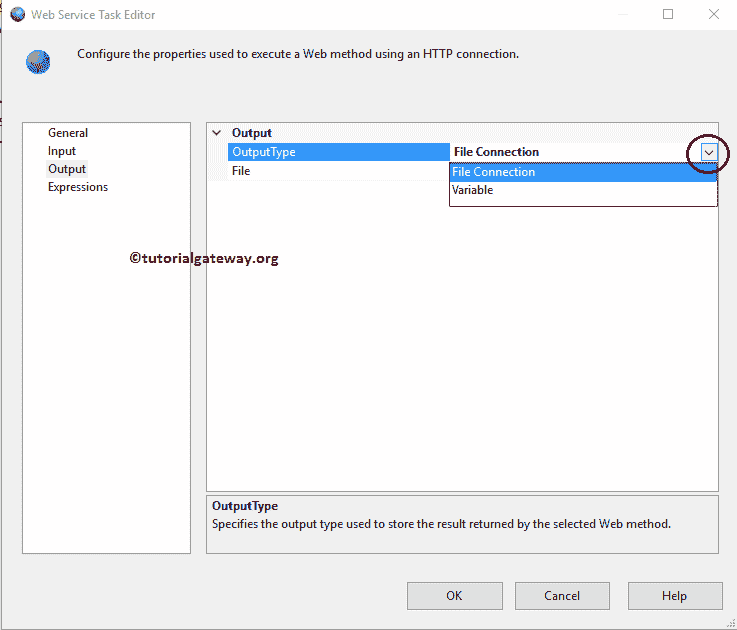 Web Service Task Editor
Configure the properties used to execute a Web method using an HTTP connection.
General
Input
Output
Expressions
Output
OutputType File Connection
File
File Connection
Variable
©tutorialgateway.org
OutputType
Specifies the output type used to store the result returned by the selected Web method.
OK Cancel Help